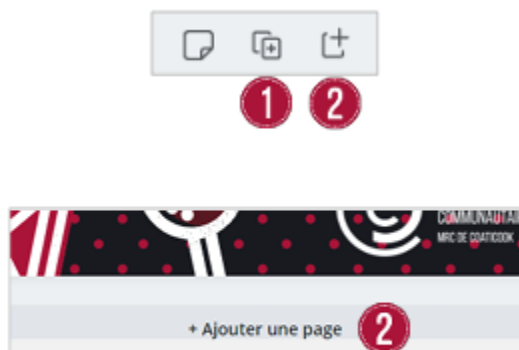 1 2
COMMUNAUTAI
MRC DE COATICOOK
+ Ajouter une page 2